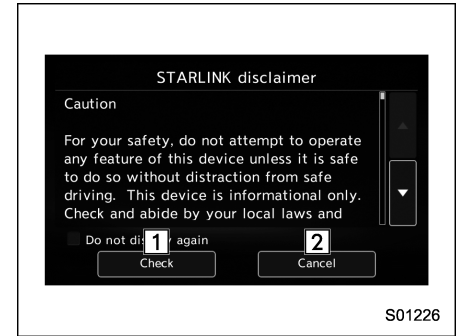 STARLINK disclaimer
Caution
For your safety, do not attempt to operate
any feature of this device unless it is safe
to do so without distraction from safe
driving. This device is informational only.
Check and abide by your local laws and
Do not again
1
2
Check
Cancel
S01226